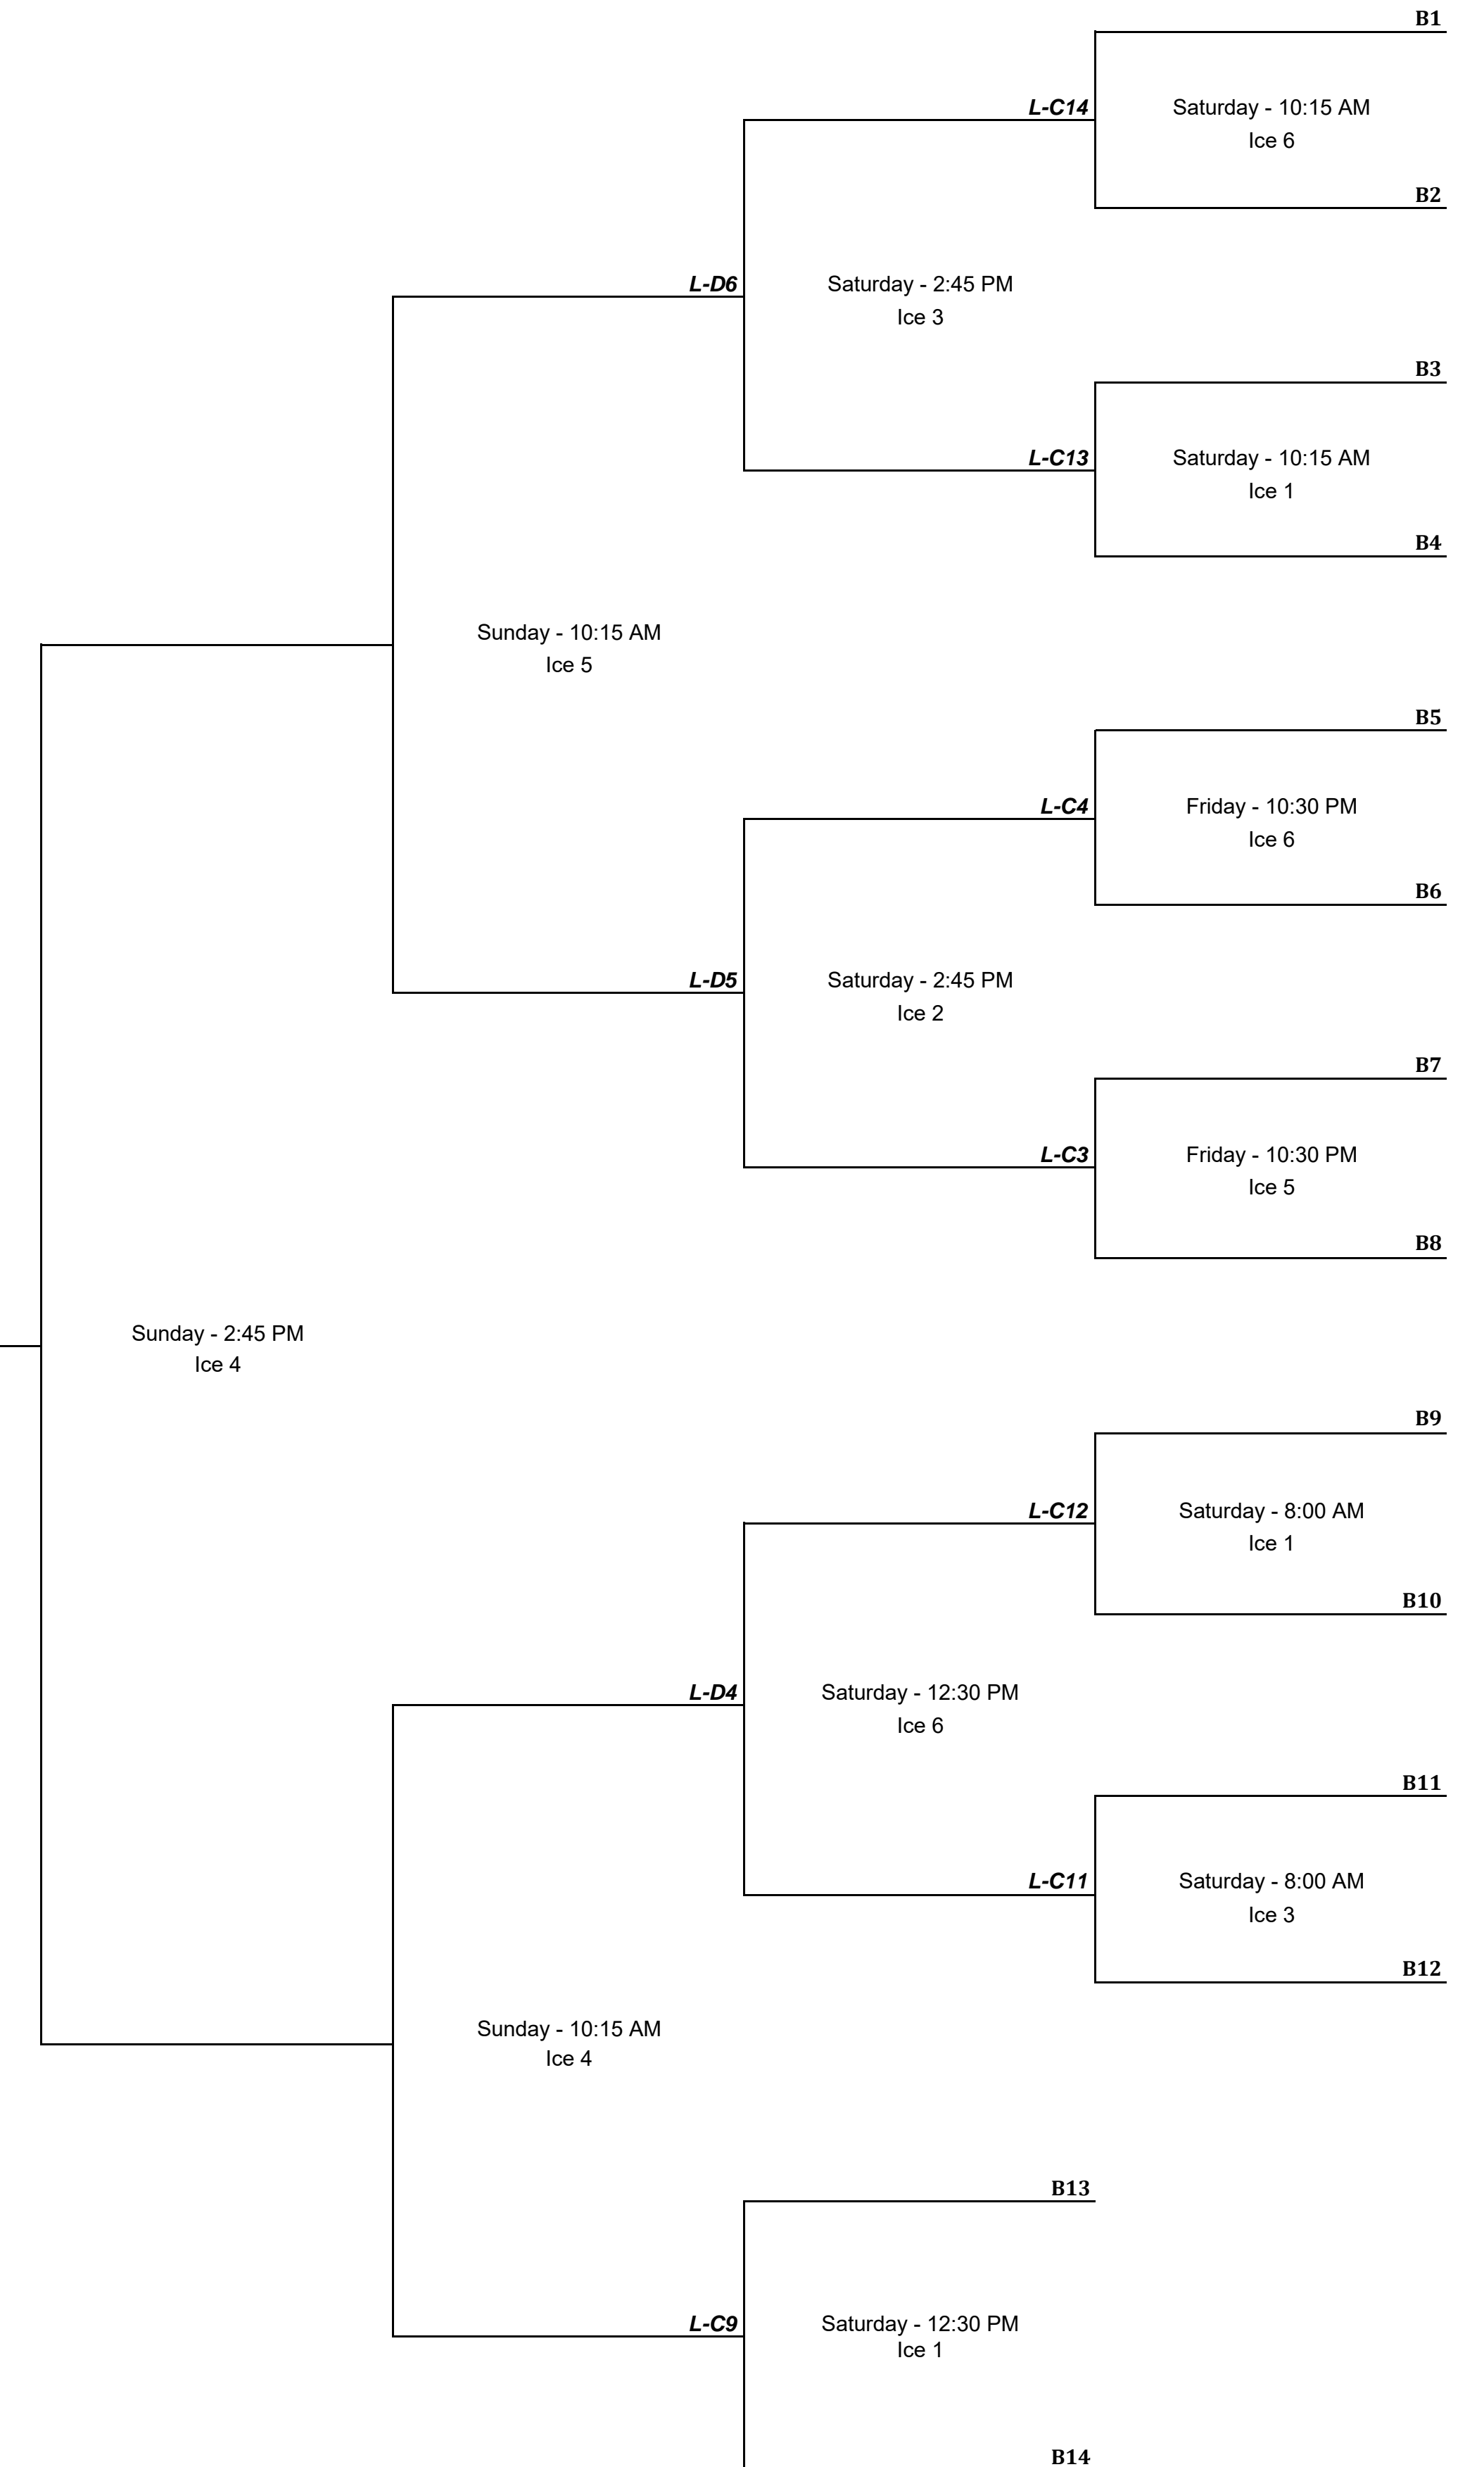 B1
L-C14
Saturday - 10:15 AM
Ice 6
B2
L-D6
Saturday - 2:45 PM
Ice 3
B3
L-C13
Saturday - 10:15 AM
Ice 1
B4
Sunday - 10:15 AM
Ice 5
B5
L-C4
Friday - 10:30 PM
Ice 6
B6
L-D5
Saturday - 2:45 PM
Ice 2
B7
L-C3
Friday - 10:30 PM
Ice 5
B8
Sunday - 2:45 PM
Ice 4
B9
L-C12
Saturday - 8:00 AM
Ice 1
B10
L-D4
Saturday - 12:30 PM
Ice 6
B11
L-C11
Saturday - 8:00 AM
Ice 3
B12
Sunday - 10:15 AM
Ice 4
B13
L-C9
Saturday - 12:30 PM
Ice 1
B14